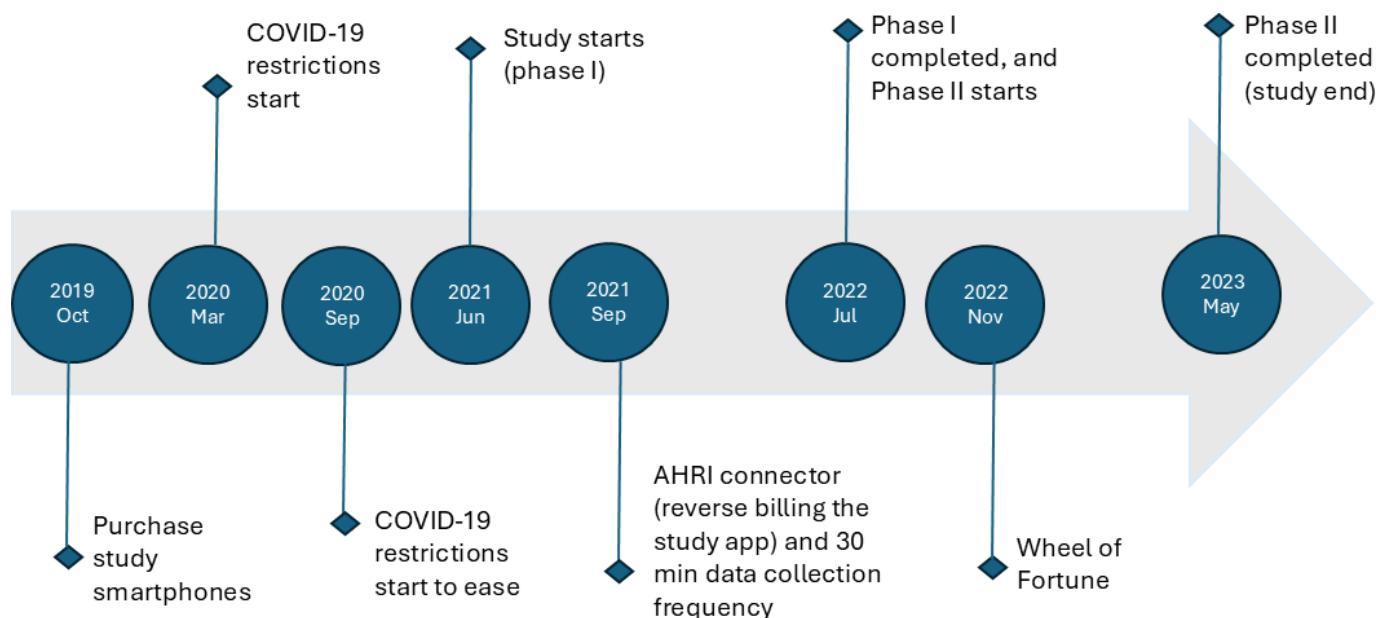 COVID-19
restrictions
start
Study starts
(phase I)
Phase I
completed, and
Phase II starts
Phase II
completed
(study end)
2019
Oct
2020
Mar
2020
Sep
2021
Jun
2021
Sep
2022
Jul
2022
Nov
2023
May
Purchase
study
smartphones
COVID-19
restrictions
start to ease
AHRI connector
(reverse billing the
study app) and 30
min data collection
frequency
Wheel of
Fortune